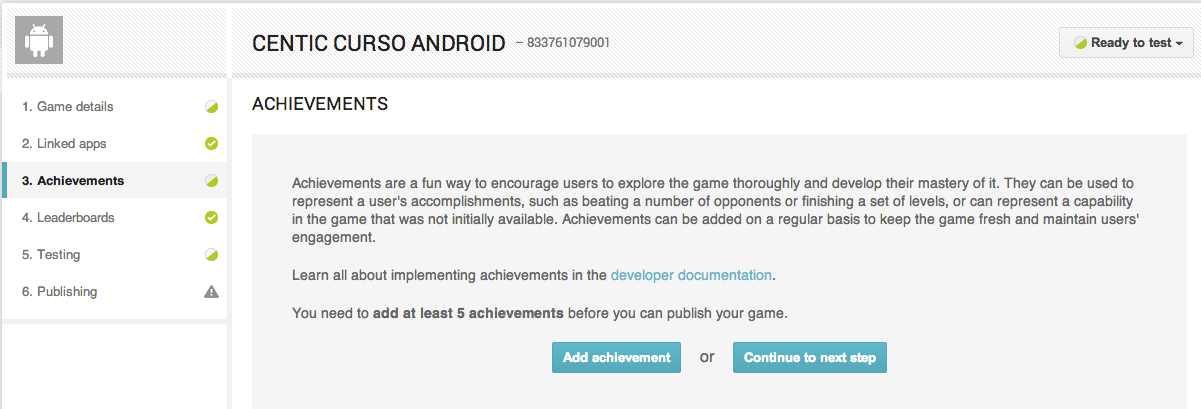 CENTIC CURSO ANDROID – 833761079001
Ready to test
1. Game details
2. Linked apps
3. Achievements
4. Leaderboards
5. Testing
6. Publishing
ACHIEVEMENTS
Achievements are a fun way to encourage users to explore the game thoroughly and develop their mastery of it. They can be used to
represent a user's accomplishments, such as beating a number of opponents or finishing a set of levels, or can represent a capability
in the game that was not initially available. Achievements can be added on a regular basis to keep the game fresh and maintain users'
engagement.
Learn all about implementing achievements in the developer documentation.
You need to add at least 5 achievements before you can publish your game.
Add achievement or Continue to next step